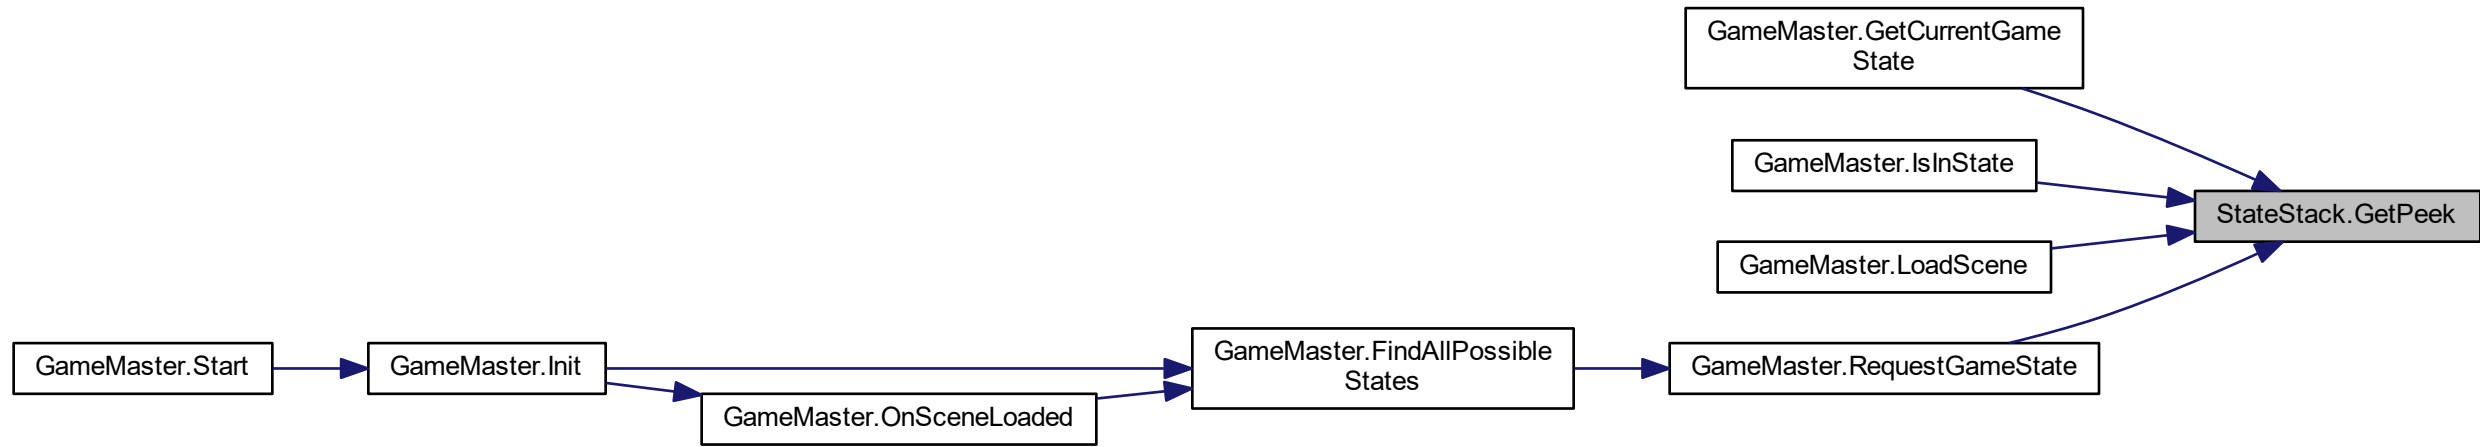 GameMaster.GetCurrentGame
State
GameMaster.IsInState
StateStack.GetPeek
GameMaster.LoadScene
GameMaster.Start
GameMaster.Init
GameMaster.FindAllPossible
States
GameMaster.RequestGameState
GameMaster.OnSceneLoaded